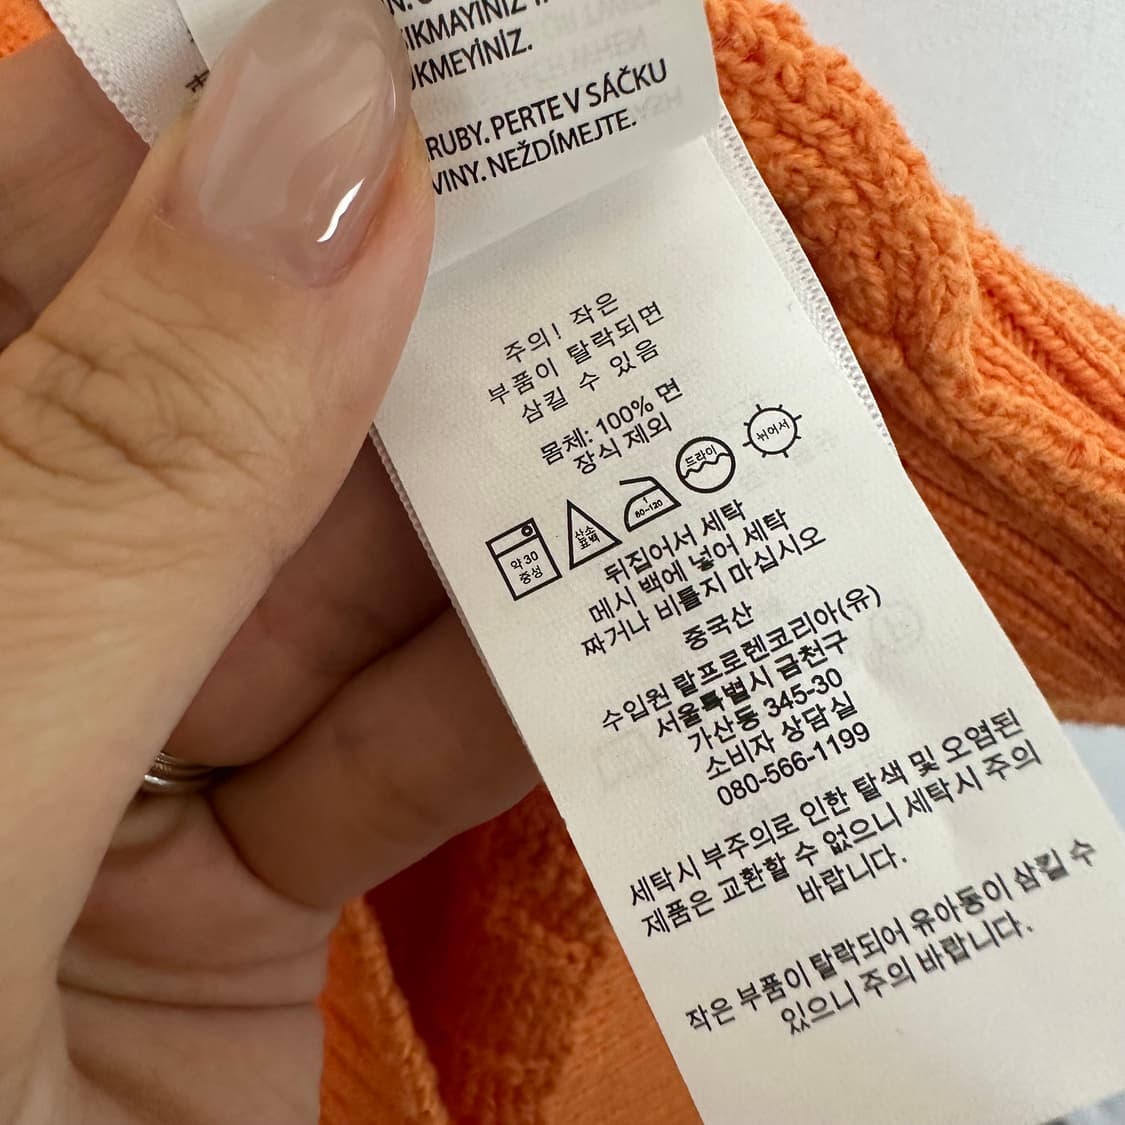 SIKMAYINIZ
ÖKMEYİNİZ.
RUBY. PERTE V SÁČKU
VINY. NEŽDÍMEJTE.
주의! 작은
부품이 탈락되면
삼킬 수 있음
몸체: 100% 면
장식 제외
약 30
중성
산소
표백
1
80-120
드라이
뉘어서
뒤집어서 세탁
메시 백에 넣어 세탁
짜거나 비틀지 마십시오
중국산
수입원 랄프로렌코리아(유)
서울특별시 금천구
가산동 345-30
소비자 상담실
080-566-1199
세탁시 부주의로 인한 탈색 및 오염된
제품은 교환할 수 없으니 세탁시 주의
바랍니다.
작은 부품이 탈락되어 유아동이 삼킬 수
있으니 주의 바랍니다.